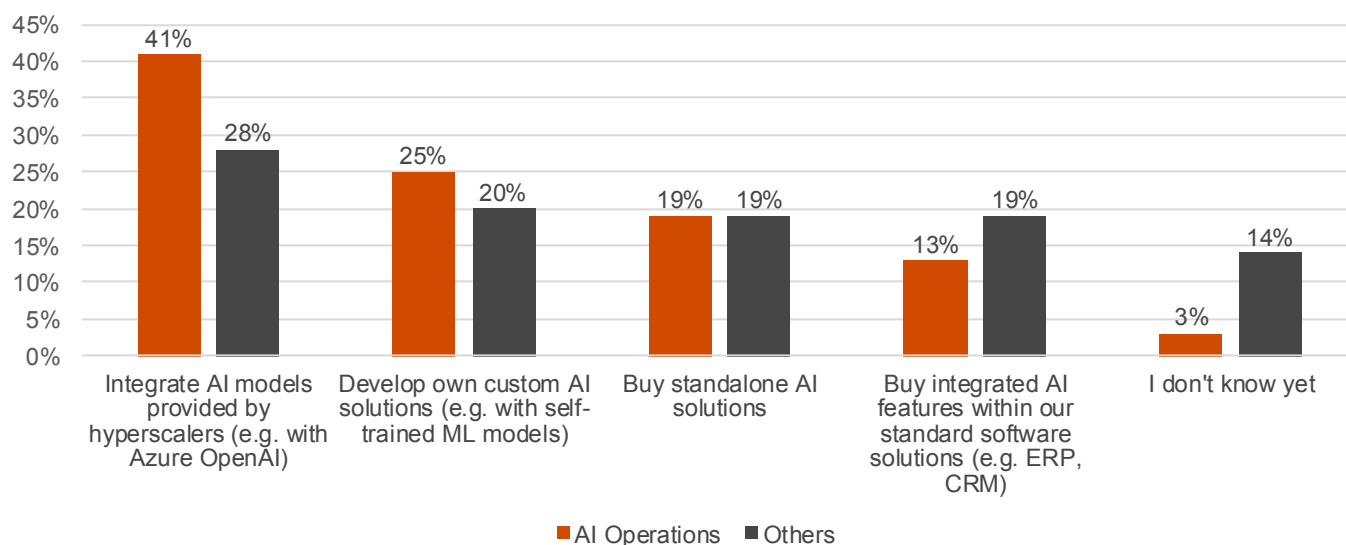 45%
40%
35%
30%
25%
20%
15%
10%
5%
0%
41%
28%
25%
20%
19%
19%
13%
19%
3%
14%
Integrate AI models
provided by
hyperscalers (e.g. with
Azure OpenAI)
Develop own custom AI
solutions (e.g. with self-
trained ML models)
Buy standalone AI
solutions
Buy integrated AI
features within our
standard software
solutions (e.g. ERP,
CRM)
I don't know yet
AI Operations
Others